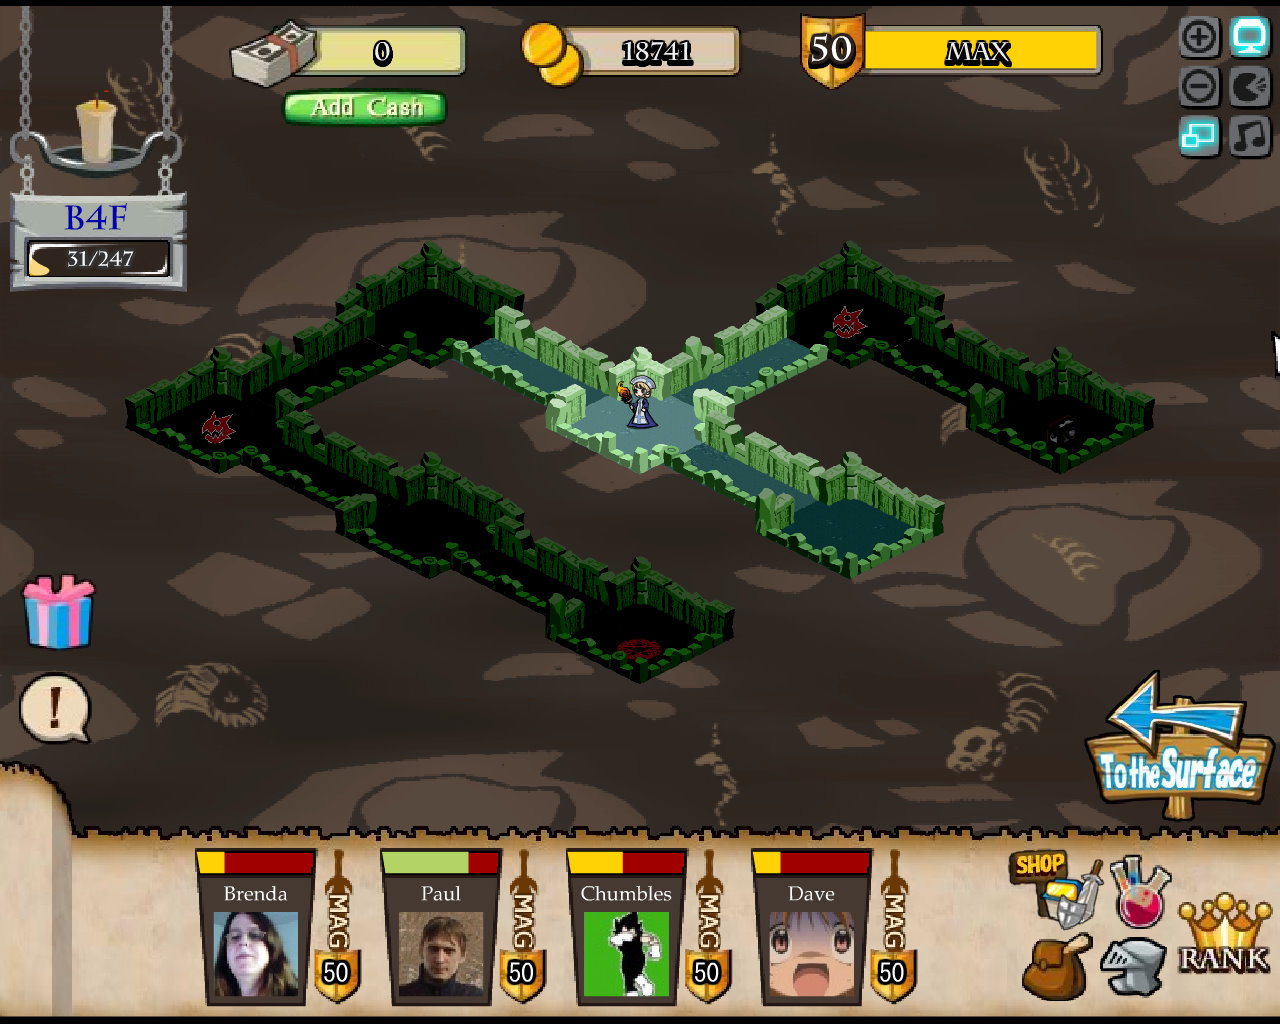 0
18741
50
MAX
Add Cash
B4F
31/247
!
To the Surface
Brenda
MAG
50
Paul
MAG
50
Chumbles
MAG
50
Dave
MAG
50
SHOP
RANK